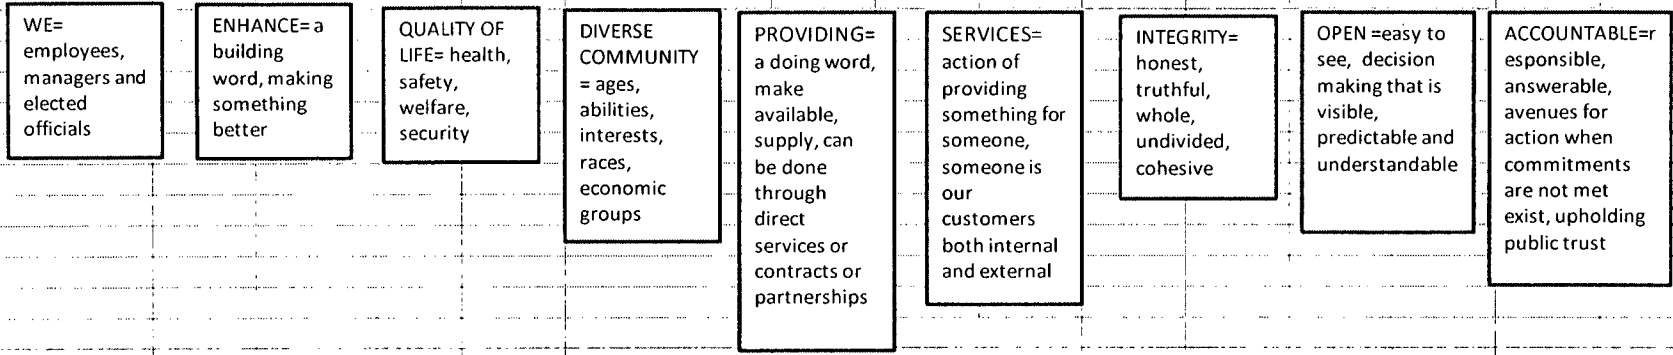 WE=
employees,
managers and
elected
officials
ENHANCE= a
building
word, making
something
better
QUALITY OF
LIFE= health,
safety,
welfare,
security
DIVERSE
COMMUNITY
= ages,
abilities,
interests,
races,
economic
groups
PROVIDING=
a doing word,
make
available,
supply, can
be done
through
direct
services or
contracts or
partnerships
SERVICES=
action of
providing
something for
someone,
someone is
our
customers
both internal
and external
INTEGRITY=
honest,
truthful,
whole,
undivided,
cohesive
OPEN =easy to
see, decision
making that is
visible,
predictable and
understandable
ACCOUNTABLE=r
esponsible,
answerable,
avenues for
action when
commitments
are not met
exist, upholding
public trust